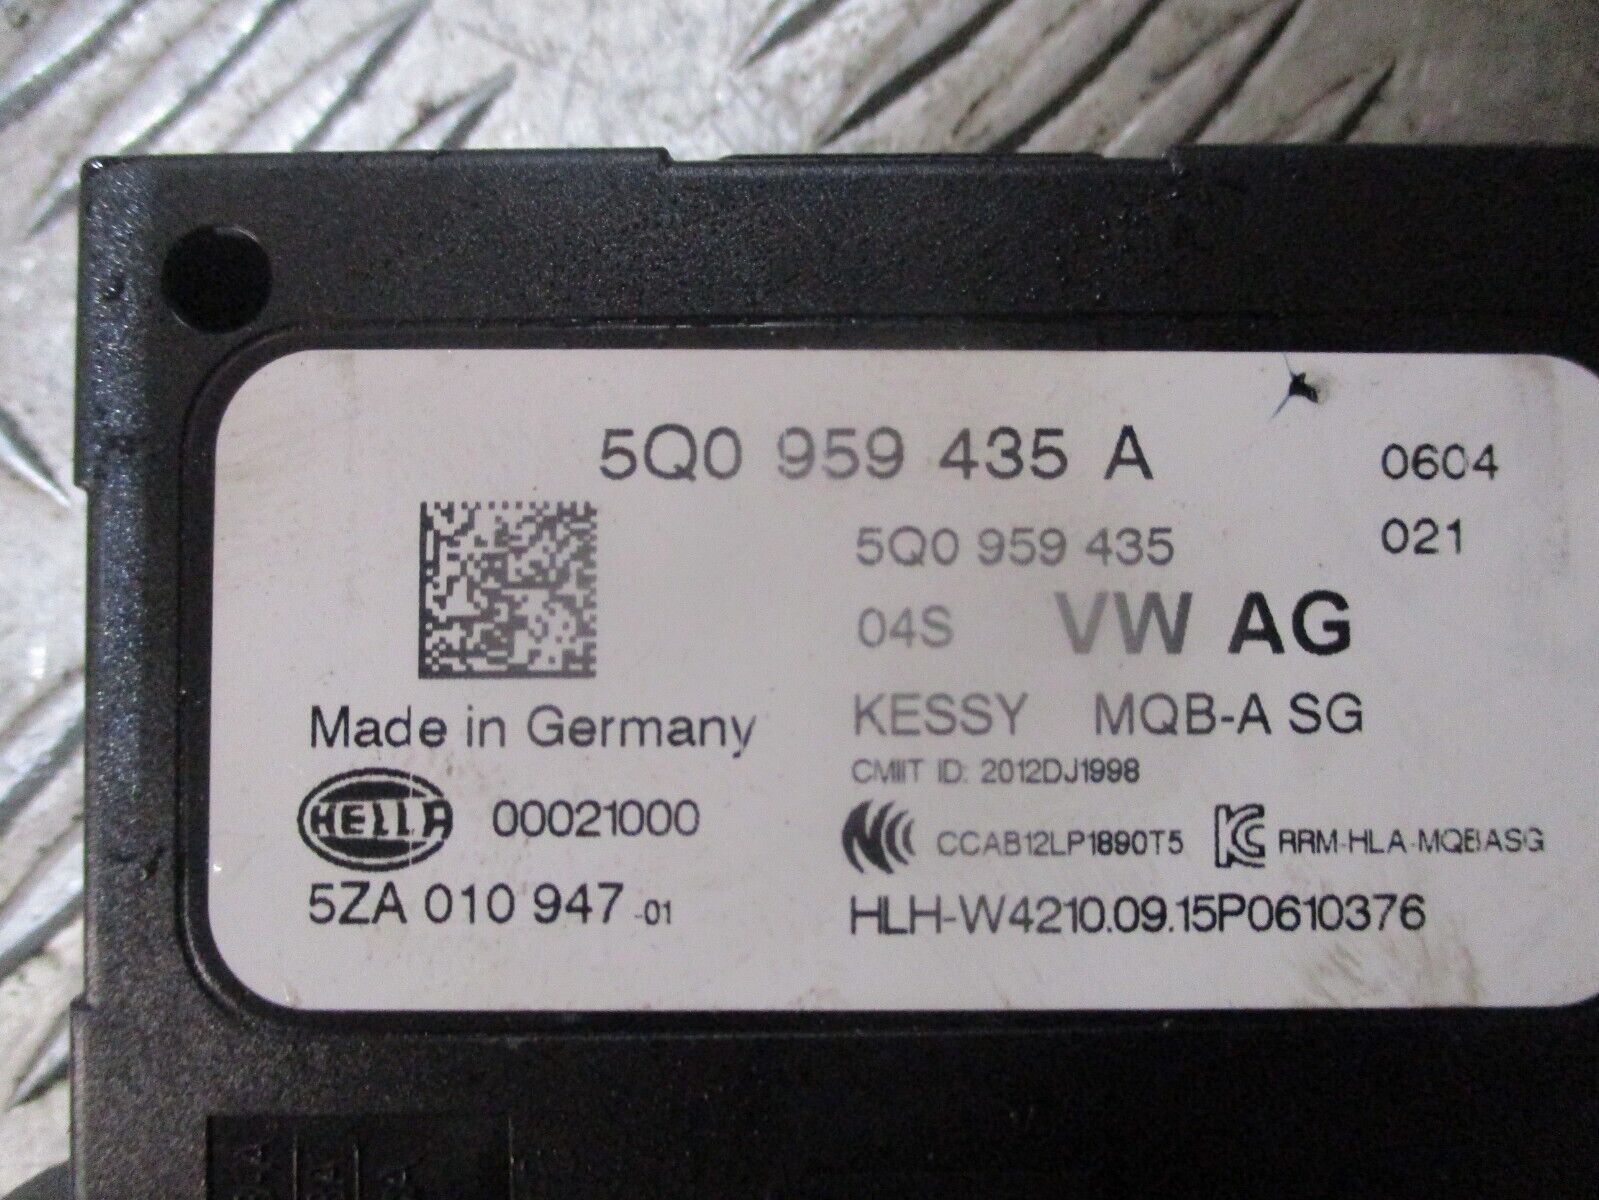 5Q0 959 435 A 0604
5Q0 959 435 021
04S VW AG
Made in Germany KESSY MQB-A SG
CMIIT ID: 2012DJ1998
HELLA 00021000 CCAB12LP1890T5 KC RRM-HLA-MQBASG
5ZA 010 947 -01 HLH-W4210.09.15P0610376